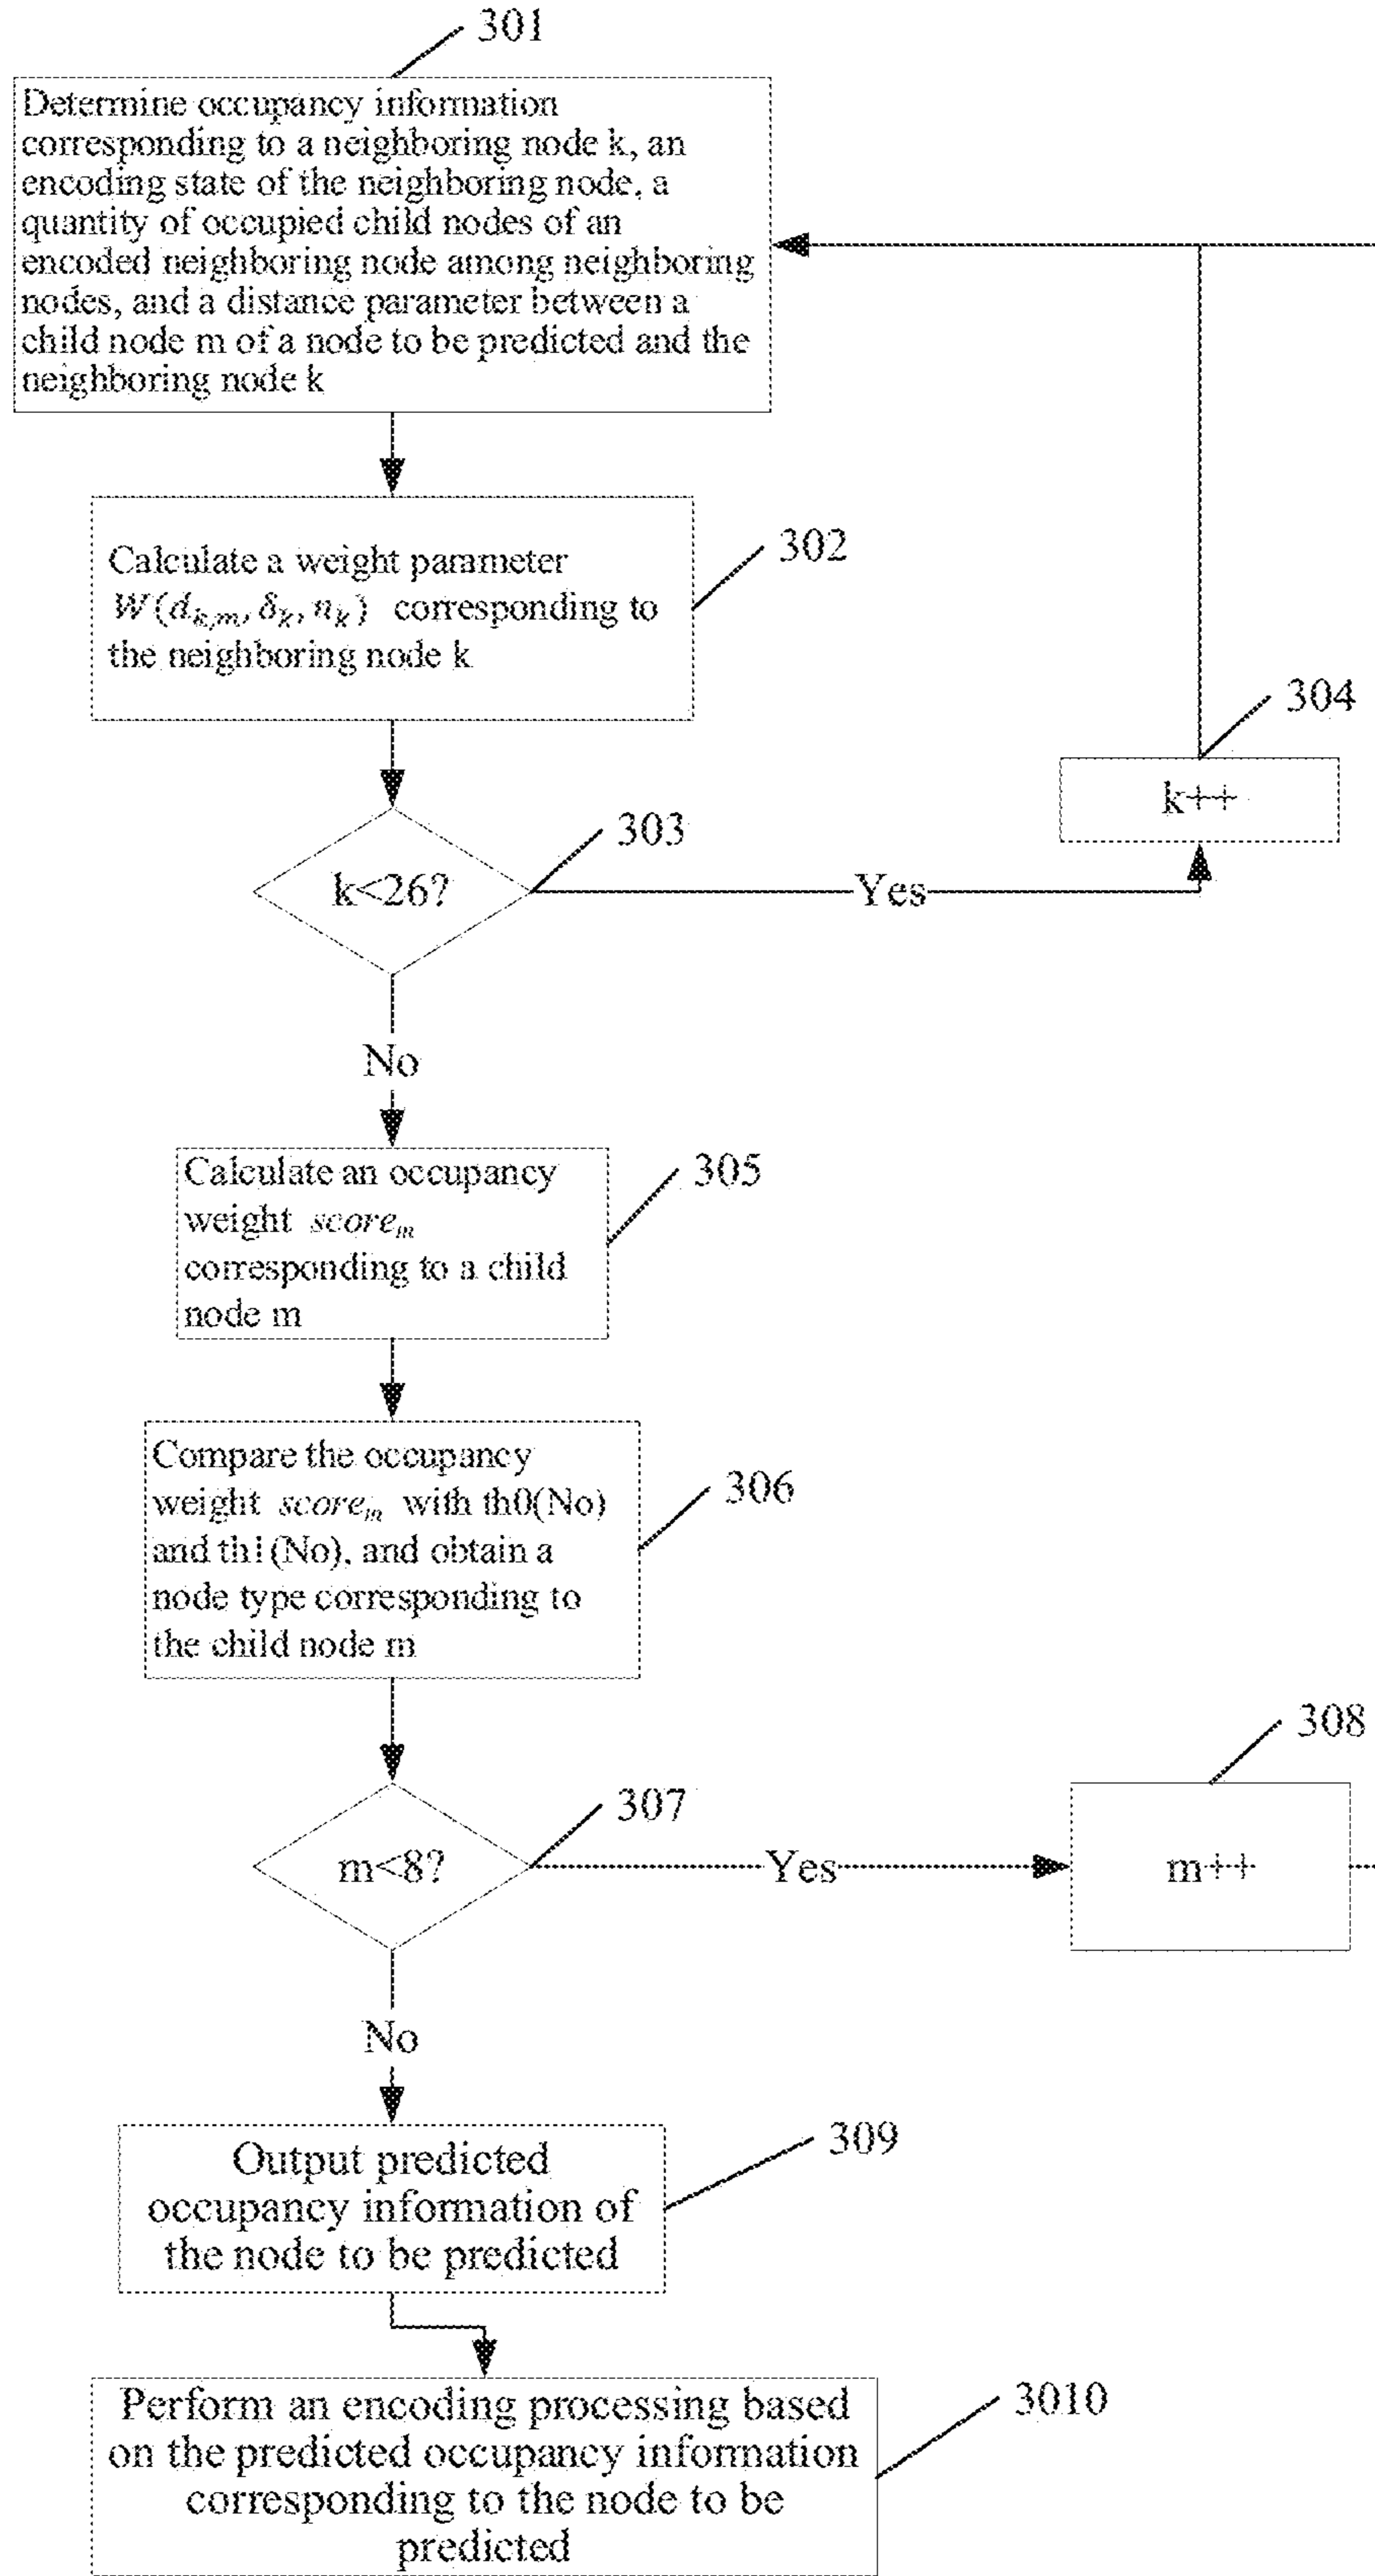 301
Determine occupancy information
corresponding to a neighboring node k, an
encoding state of the neighboring node, a
quantity of occupied child nodes of an
encoded neighboring node among neighboring
nodes, and a distance parameter between a
child node m of a node to be predicted and the
neighboring node k
302
Calculate a weight parameter
W(d_{k,m}, δ_k, n_k) corresponding to
the neighboring node k
304
k++
303
k<26?
Yes
No
305
Calculate an occupancy
weight score_m
corresponding to a child
node m
306
Compare the occupancy
weight score_m with th0(No)
and th1(No), and obtain a
node type corresponding to
the child node m
308
307
m<8?
Yes
m++
No
309
Output predicted
occupancy information of
the node to be predicted
3010
Perform an encoding processing based
on the predicted occupancy information
corresponding to the node to be
predicted